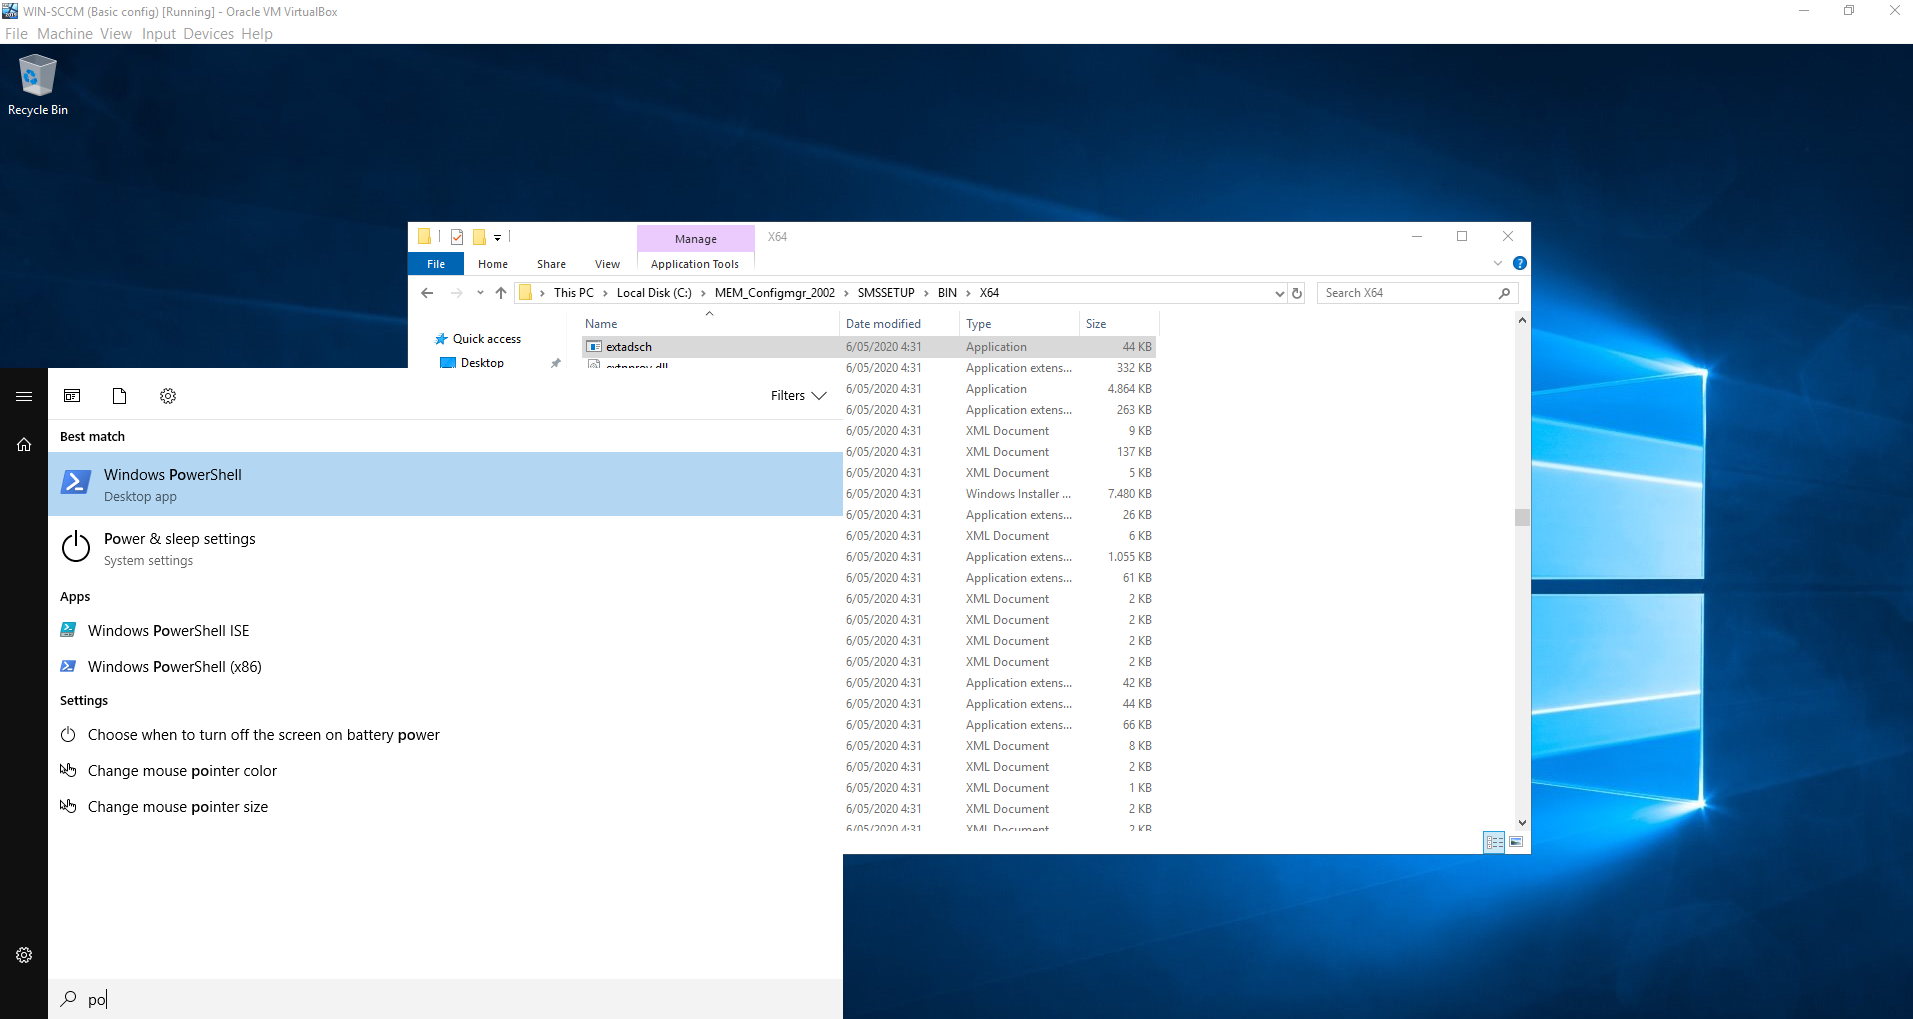 WIN-SCCM (Basic config) [Running] - Oracle VM VirtualBox
File Machine View Input Devices Help
Recycle Bin
Manage X64
File Home Share View Application Tools
This PC Local Disk (C:) MEM_Configmgr_2002 SMSSETUP BIN X64 Search X64
Name Date modified Type Size
Quick access
Desktop
extadsch 6/05/2020 4:31 Application 44 KB
extnprov.dll 6/05/2020 4:31 Application extens... 332 KB
6/05/2020 4:31 Application 4.864 KB
6/05/2020 4:31 Application extens... 263 KB
6/05/2020 4:31 XML Document 9 KB
6/05/2020 4:31 XML Document 137 KB
6/05/2020 4:31 XML Document 5 KB
6/05/2020 4:31 Windows Installer ... 7.480 KB
6/05/2020 4:31 Application extens... 26 KB
6/05/2020 4:31 XML Document 6 KB
6/05/2020 4:31 Application extens... 1.055 KB
6/05/2020 4:31 Application extens... 61 KB
6/05/2020 4:31 XML Document 2 KB
6/05/2020 4:31 XML Document 2 KB
6/05/2020 4:31 XML Document 2 KB
6/05/2020 4:31 XML Document 2 KB
6/05/2020 4:31 Application extens... 42 KB
6/05/2020 4:31 Application extens... 44 KB
6/05/2020 4:31 Application extens... 66 KB
6/05/2020 4:31 XML Document 8 KB
6/05/2020 4:31 XML Document 2 KB
6/05/2020 4:31 XML Document 1 KB
6/05/2020 4:31 XML Document 2 KB
6/05/2020 4:31 XML Document 2 KB
Filters
Best match
Windows PowerShell
Desktop app
Power & sleep settings
System settings
Apps
Windows PowerShell ISE
Windows PowerShell (x86)
Settings
Choose when to turn off the screen on battery power
Change mouse pointer color
Change mouse pointer size
po